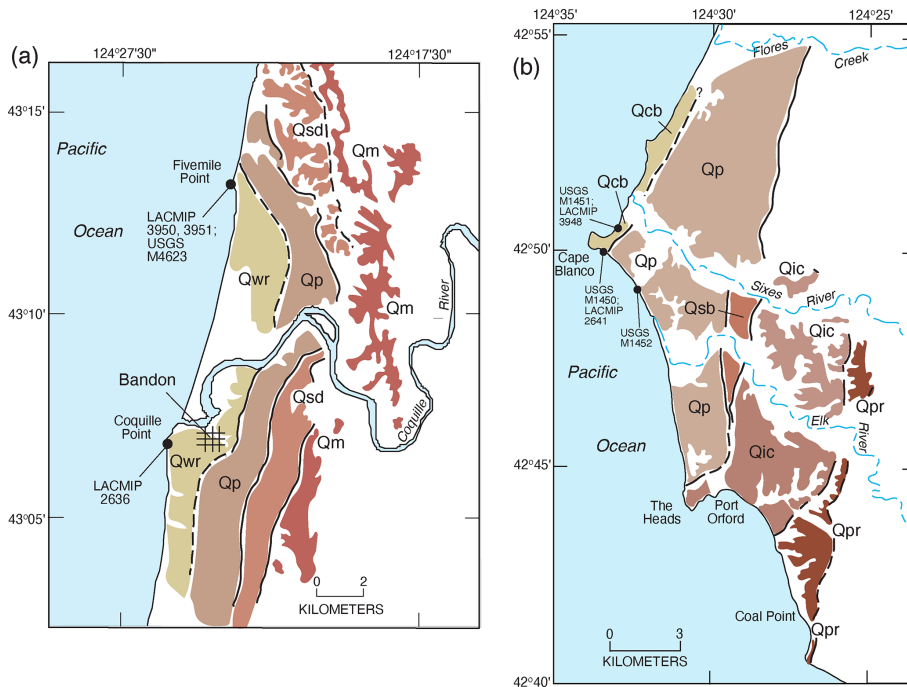 (a)
124°27'30"
124°17'30"
43°15'
43°10'
43°05'
Pacific
Ocean
Fivemile
Point
LACMIP
3950, 3951;
USGS
M4623
Qsd
Qm
Qwr
Qp
Qm
River
Coquille
Bandon
Coquille
Point
LACMIP
2636
Qwr
Qp
Qsd
Qm
0 2
KILOMETERS
(b)
124°35'
124°30'
124°25'
42°55'
42°50'
42°45'
42°40'
Flores
Creek
?
Qcb
Qp
Qcb
USGS
M1451;
LACMIP
3948
Cape
Blanco
Qp
USGS
M1450;
LACMIP
2641
USGS
M1452
Qic
Sixes
River
Qsb
Qic
Qpr
Pacific
Ocean
Qp
Elk
River
Qic
The
Heads
Port
Orford
Qpr
Coal Point
Qpr
0 3
KILOMETERS